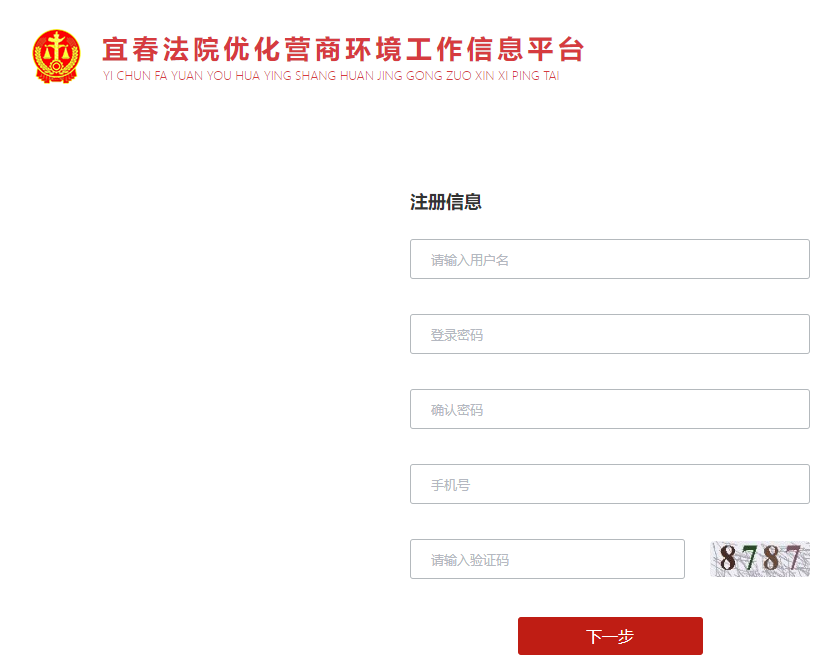 宜春法院优化营商环境工作信息平台
YI CHUN FA YUAN YOU HUA YING SHANG HUAN JING GONG ZUO XIN XI PING TAI
注册信息
请输入用户名
登录密码
确认密码
手机号
请输入验证码
8787
下一步